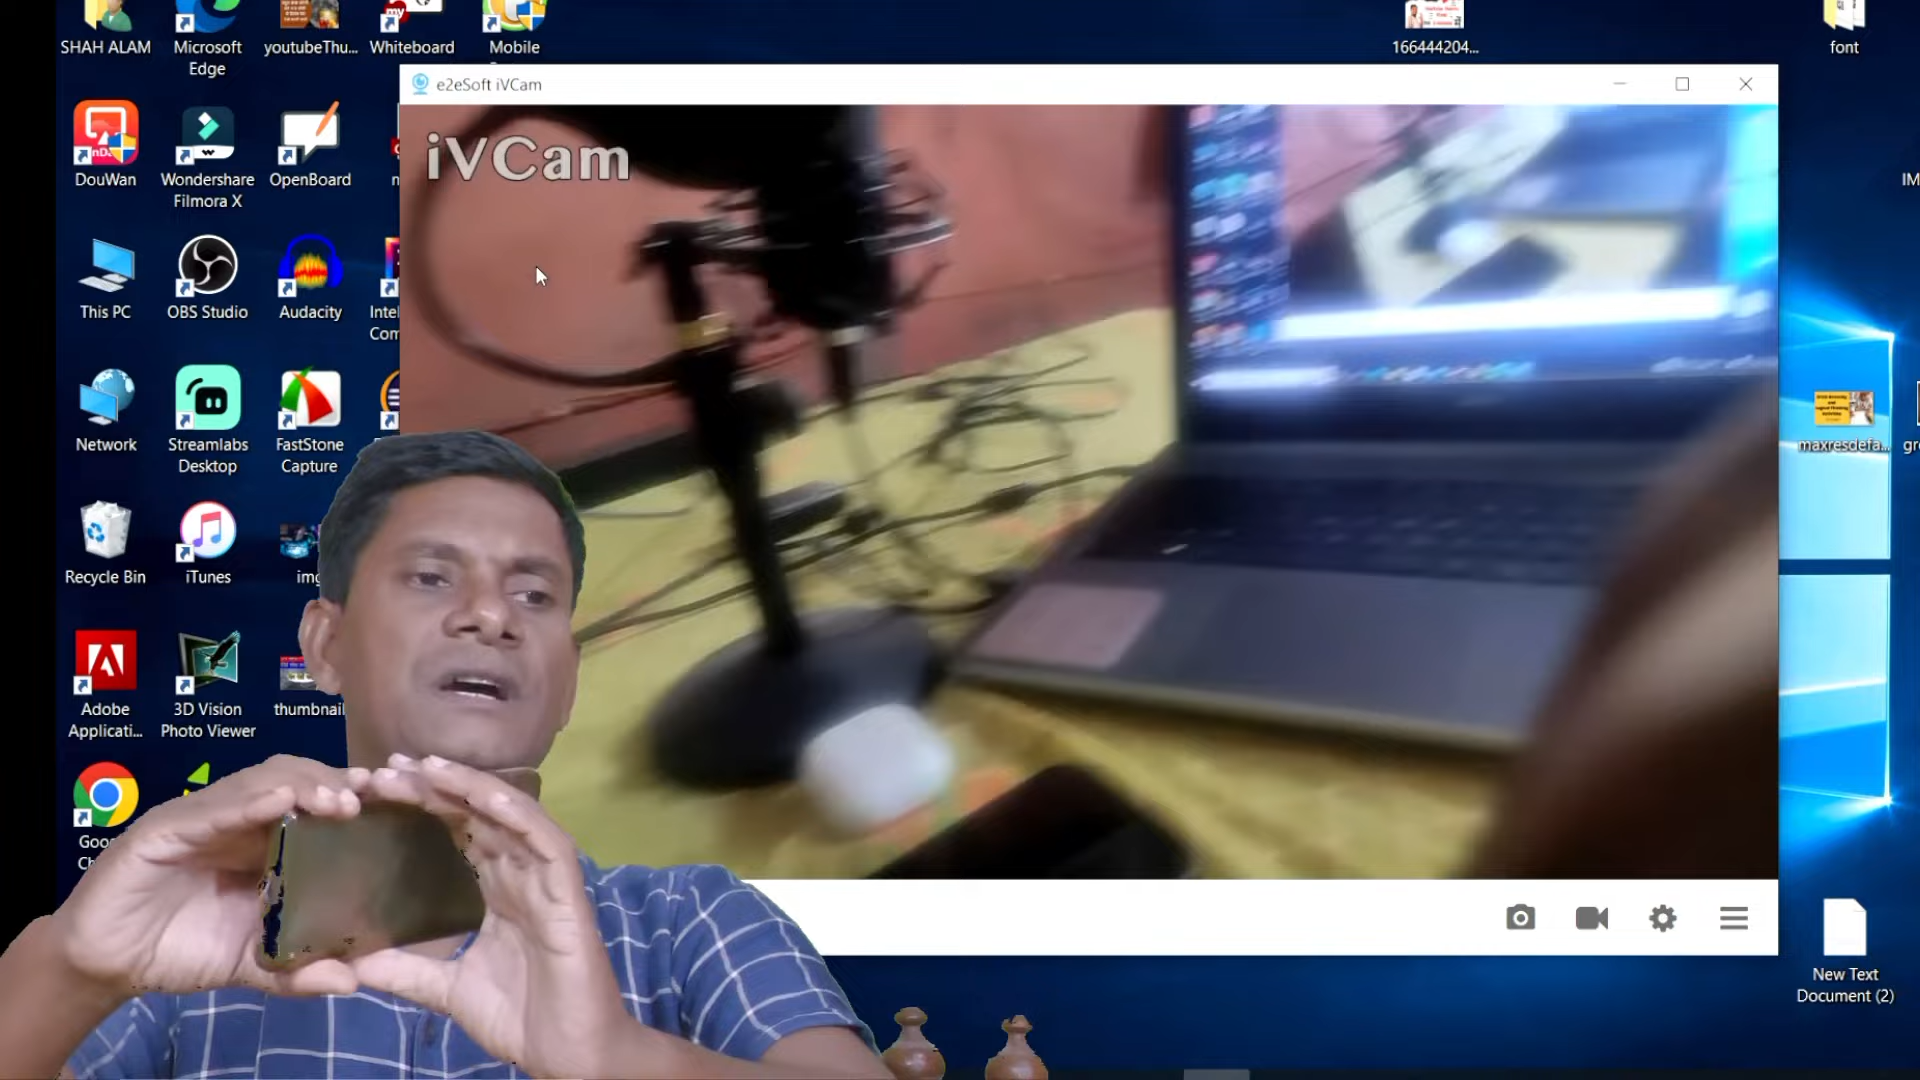 SHAH ALAM
Microsoft
Edge
youtubeThu...
Whiteboard
Mobile
166444204...
font
e2eSoft iVCam
iVCam
DouWan
Wondershare
Filmora X
OpenBoard
This PC
OBS Studio
Audacity
Network
Streamlabs
Desktop
FastStone
Capture
maxresdefa...
Recycle Bin
iTunes
img
Adobe
Applicati...
3D Vision
Photo Viewer
thumbnail
New Text
Document (2)